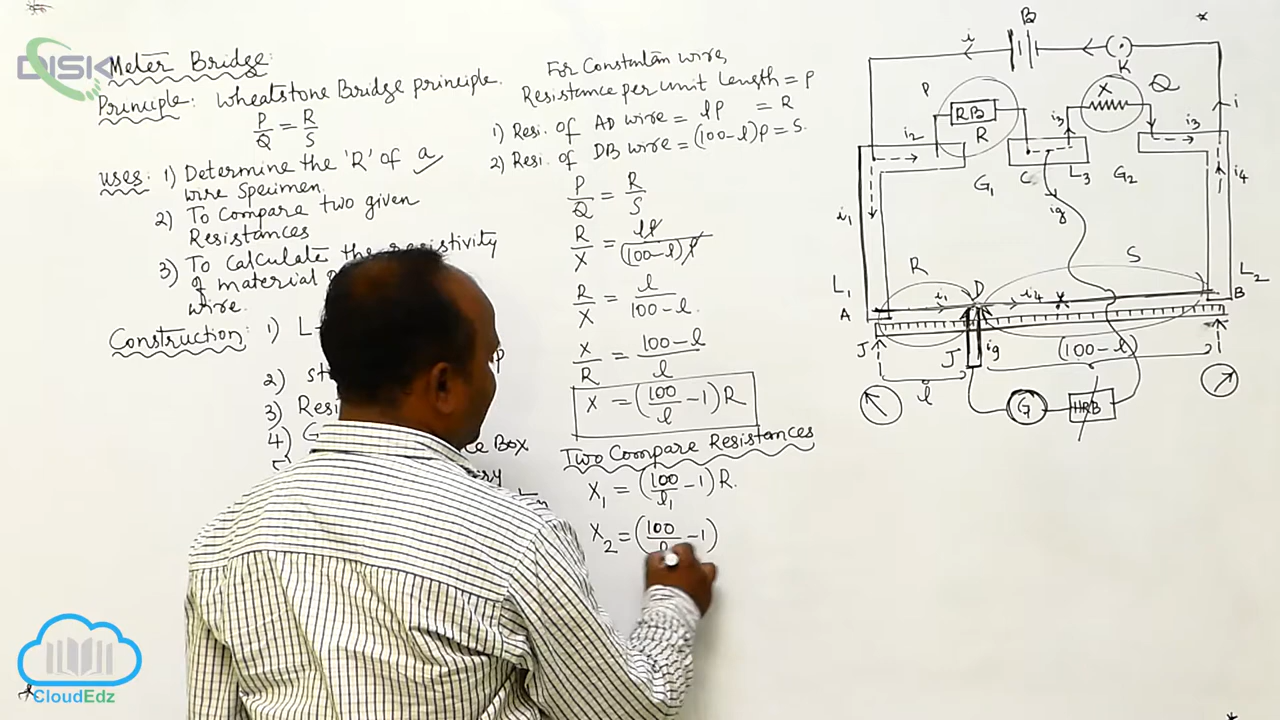 DISK
Meter Bridge:
Principle: Wheatstone Bridge principle.
P/Q = R/S
uses: 1) Determine the 'R' of a
wire Specimen.
2) To Compare two given
Resistances
3) To Calculate the resistivity
of material
wire.
Construction: 1) L
2)
3) Resi
4) G
ce Box
For Constantan wire,
Resistance per unit Length = ρ
1) Resi. of AD wire = lρ = R
2) Resi. of DB wire = (100-l)ρ = S.
P/Q = R/S
R/X = lρ/(100-l)ρ
R/X = l/100-l.
X/R = 100-l/l
X = (100/l - 1) R
Two Compare Resistances
X₁ = (100/l₁ - 1) R.
X₂ = (100/l - 1)
B
i
K
P
RB
R
X
Q
i₂
i₃
i₃
i
C
L₃
G₁
G₂
i₄
i₁
ig
R
S
L₁
L₂
i₁
D
i₄
A
B
J
J
ig
(100-l)
l
G
HRB
CloudEdz